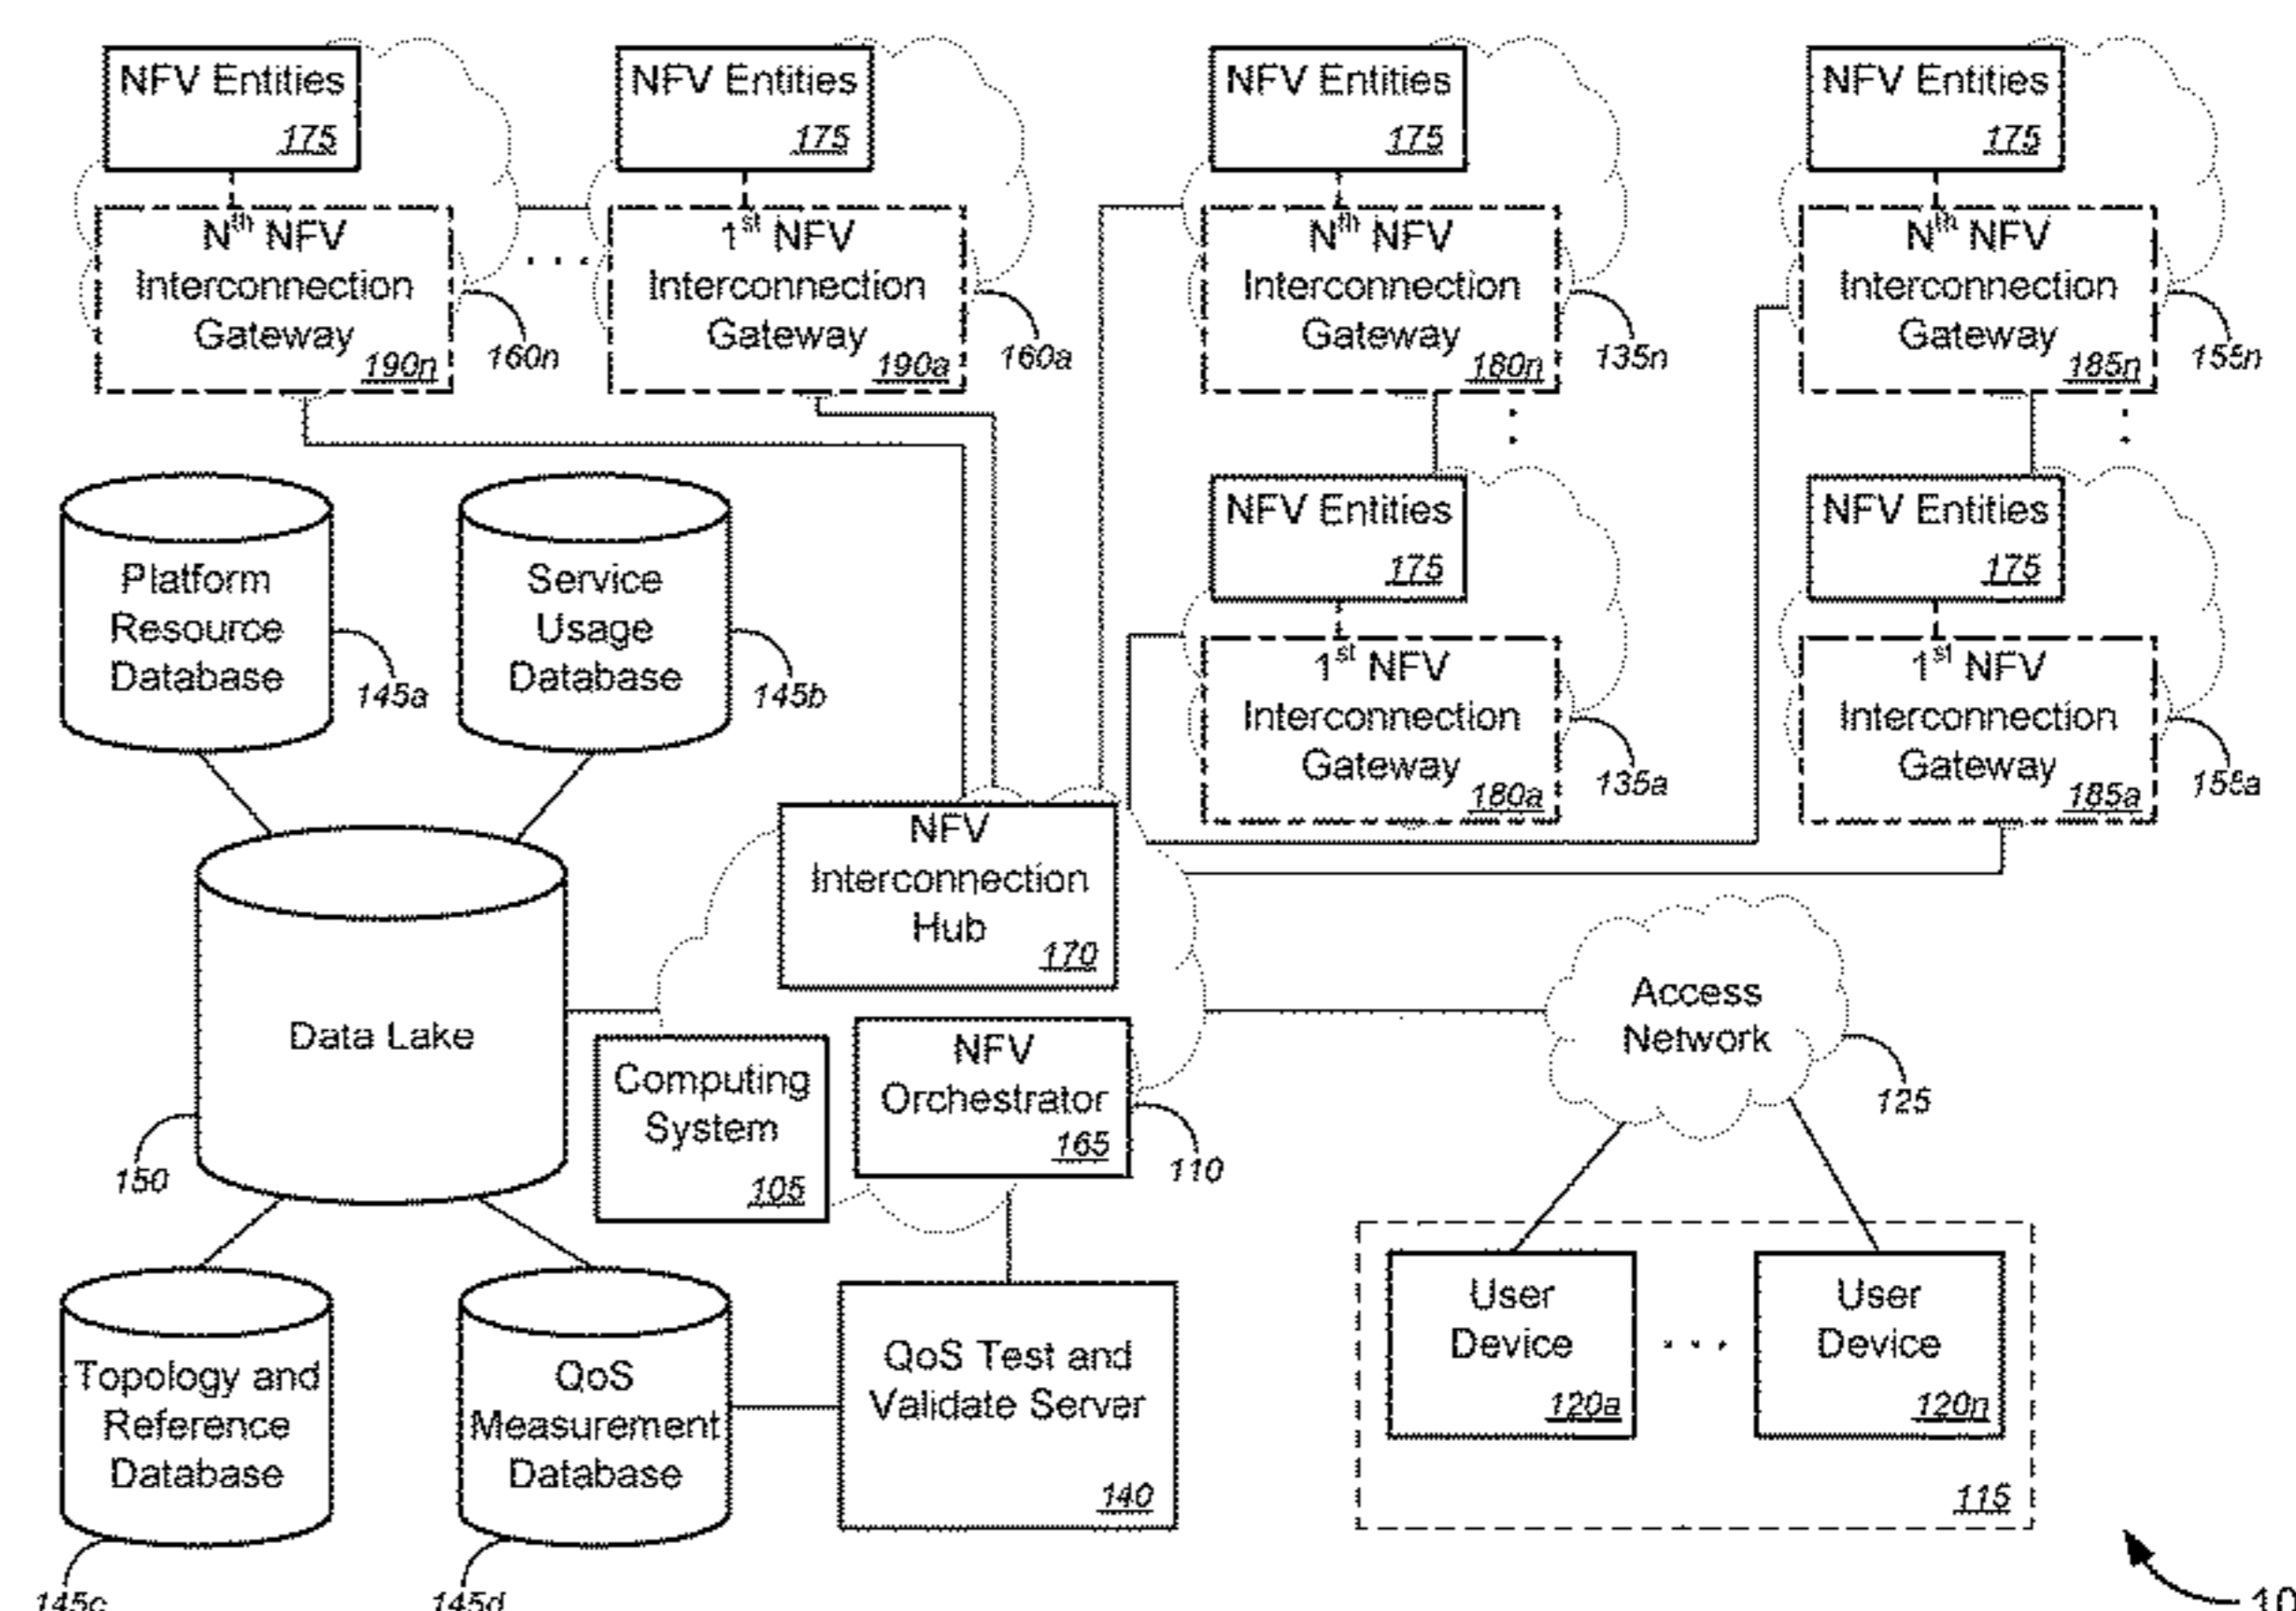 NFV Entities
175
Nth NFV
Interconnection
Gateway
190n
160n
NFV Entities
175
1st NFV
Interconnection
Gateway
190a
160a
NFV Entities
175
Nth NFV
Interconnection
Gateway
180n
135n
NFV Entities
175
Nth NFV
Interconnection
Gateway
185n
155n
Platform
Resource
Database
145a
Service
Usage
Database
145b
NFV Entities
175
1st NFV
Interconnection
Gateway
180a
135a
NFV Entities
175
1st NFV
Interconnection
Gateway
185a
155a
NFV
Interconnection
Hub
170
Data Lake
150
Computing
System
105
NFV
Orchestrator
165
110
Access
Network
125
Topology and
Reference
Database
145c
QoS
Measurement
Database
145d
QoS Test and
Validate Server
140
User
Device
120a
. . .
User
Device
120n
115